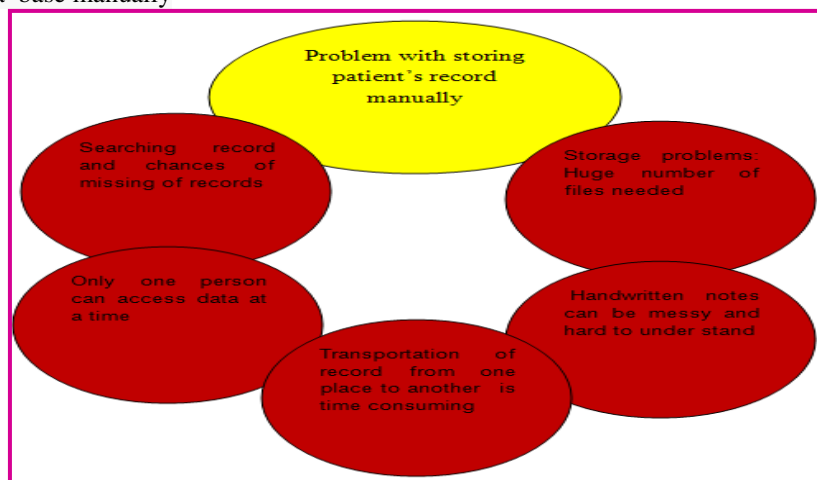 base manually
Problem with storing
patient's record
manually
Searching record
and chances of
missing of records
Storage problems.
Huge number of
files needed
Only one person
can access data at
a time
Handwritten notes
can be messy and
hard to under stand
Transportation of
record from one
place to another is
time consuming